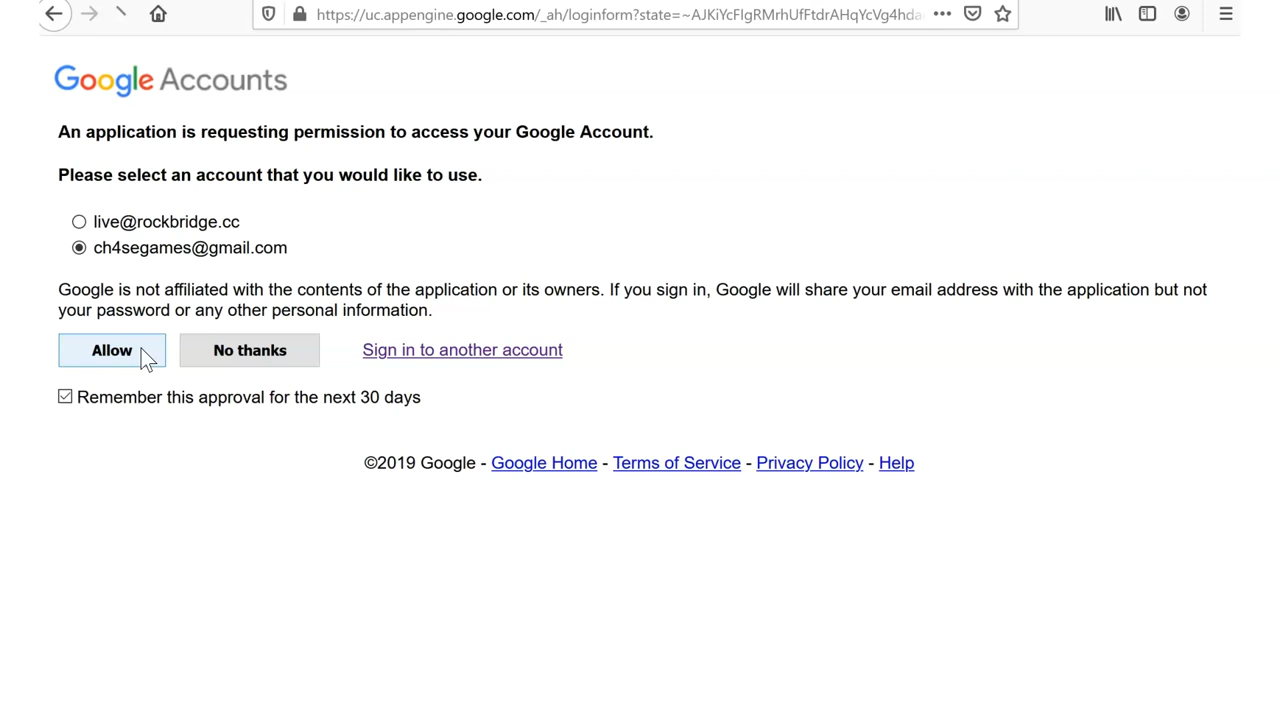 https://uc.appengine.google.com/_ah/loginform?state=~AJKiYcFIgRMrhUfFtdrAHqYcVg4hda
Google Accounts
An application is requesting permission to access your Google Account.
Please select an account that you would like to use.
live@rockbridge.cc
ch4segames@gmail.com
Google is not affiliated with the contents of the application or its owners. If you sign in, Google will share your email address with the application but not
your password or any other personal information.
Allow No thanks Sign in to another account
Remember this approval for the next 30 days
©2019 Google - Google Home - Terms of Service - Privacy Policy - Help